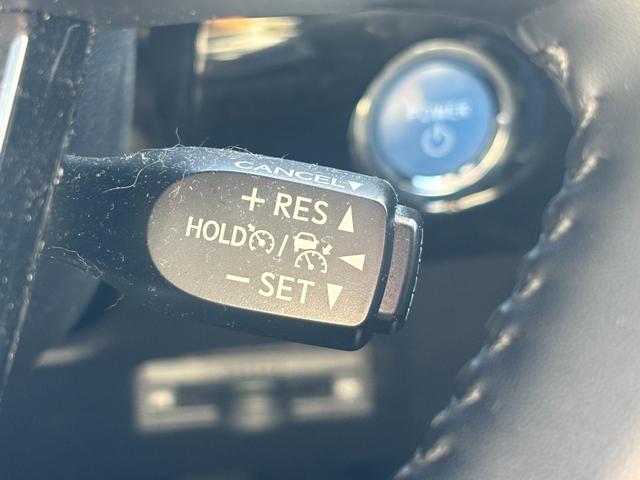 CANCEL▼
+ RES ▲
HOLD / ◀
− SET ▼
POWER